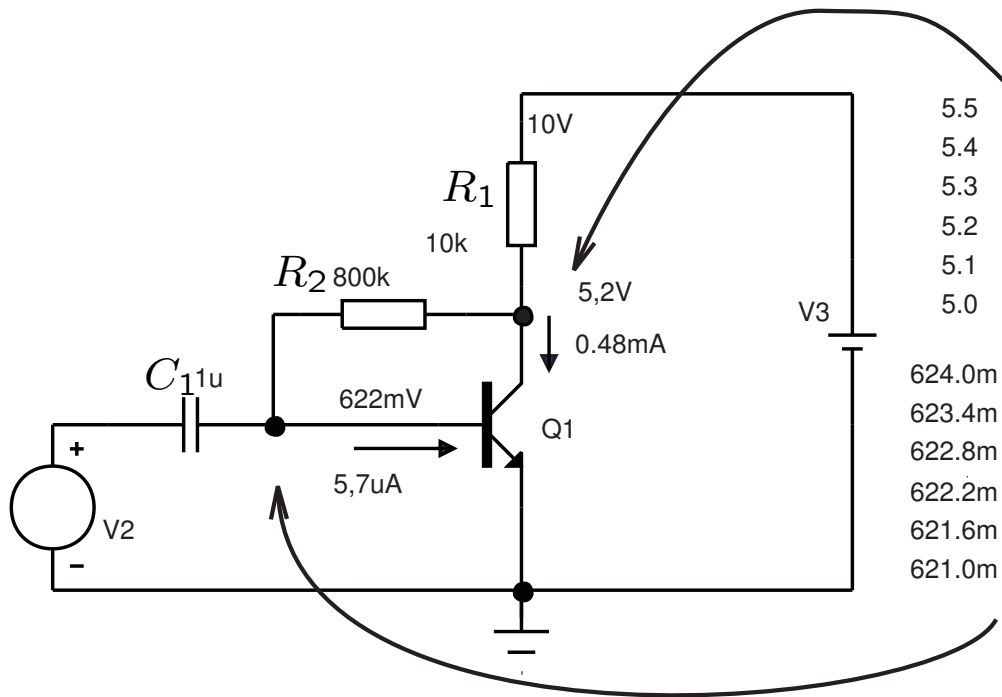 10V
R1
10k
R2 800k
5,2V
V3
0.48mA
C1 1u
622mV
Q1
5,7uA
+
V2
−
5.5
5.4
5.3
5.2
5.1
5.0
624.0m
623.4m
622.8m
622.2m
621.6m
621.0m